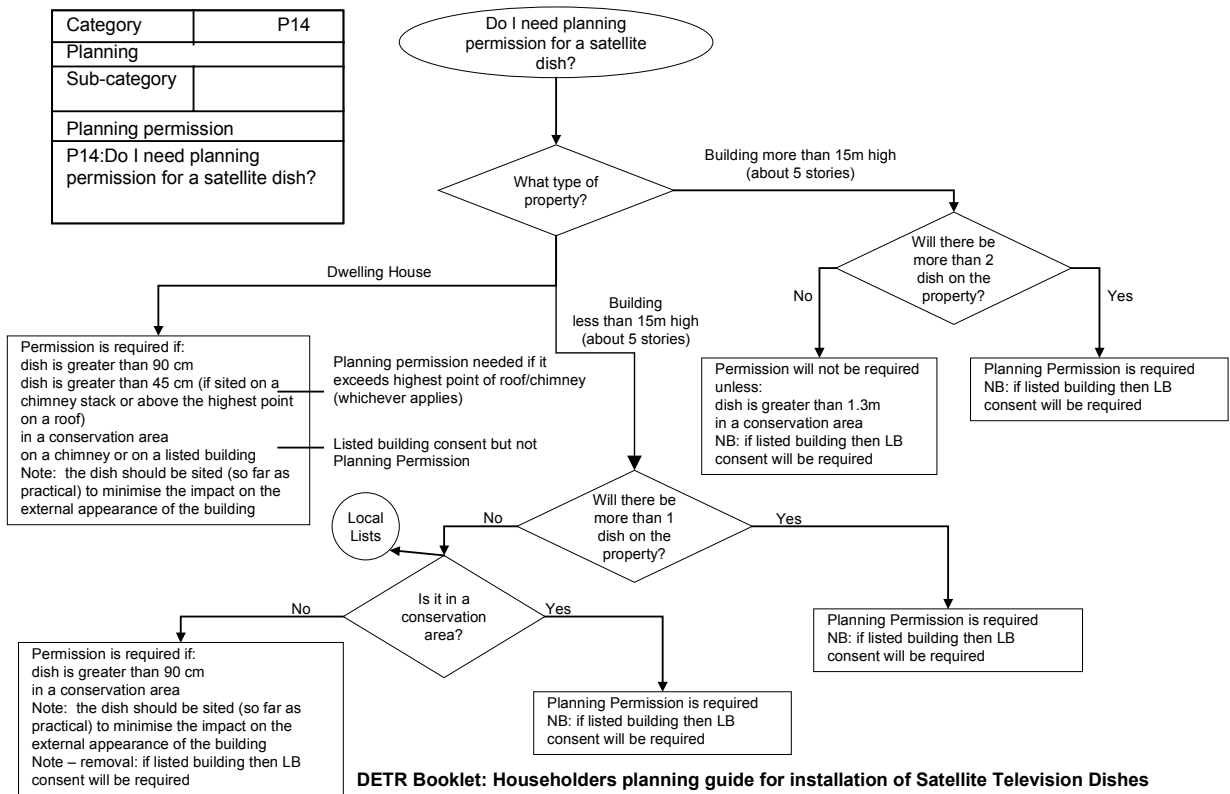 Category P14
Planning
Sub-category
Planning permission
P14:Do I need planning
permission for a satellite dish?
Do I need planning
permission for a satellite
dish?
What type of
property?
Building more than 15m high
(about 5 stories)
Will there be
more than 2
dish on the
property?
No
Yes
Dwelling House
Building
less than 15m high
(about 5 stories)
Permission is required if:
dish is greater than 90 cm
dish is greater than 45 cm (if sited on a
chimney stack or above the highest point
on a roof)
in a conservation area
on a chimney or on a listed building
Note: the dish should be sited (so far as
practical) to minimise the impact on the
external appearance of the building
Planning permission needed if it
exceeds highest point of roof/chimney
(whichever applies)
Listed building consent but not
Planning Permission
Permission will not be required
unless:
dish is greater than 1.3m
in a conservation area
NB: if listed building then LB
consent will be required
Planning Permission is required
NB: if listed building then LB
consent will be required
Will there be
more than 1
dish on the
property?
No
Yes
Local
Lists
Is it in a
conservation
area?
No
Yes
Planning Permission is required
NB: if listed building then LB
consent will be required
Permission is required if:
dish is greater than 90 cm
in a conservation area
Note: the dish should be sited (so far as
practical) to minimise the impact on the
external appearance of the building
Note – removal: if listed building then LB
consent will be required
Planning Permission is required
NB: if listed building then LB
consent will be required
DETR Booklet: Householders planning guide for installation of Satellite Television Dishes